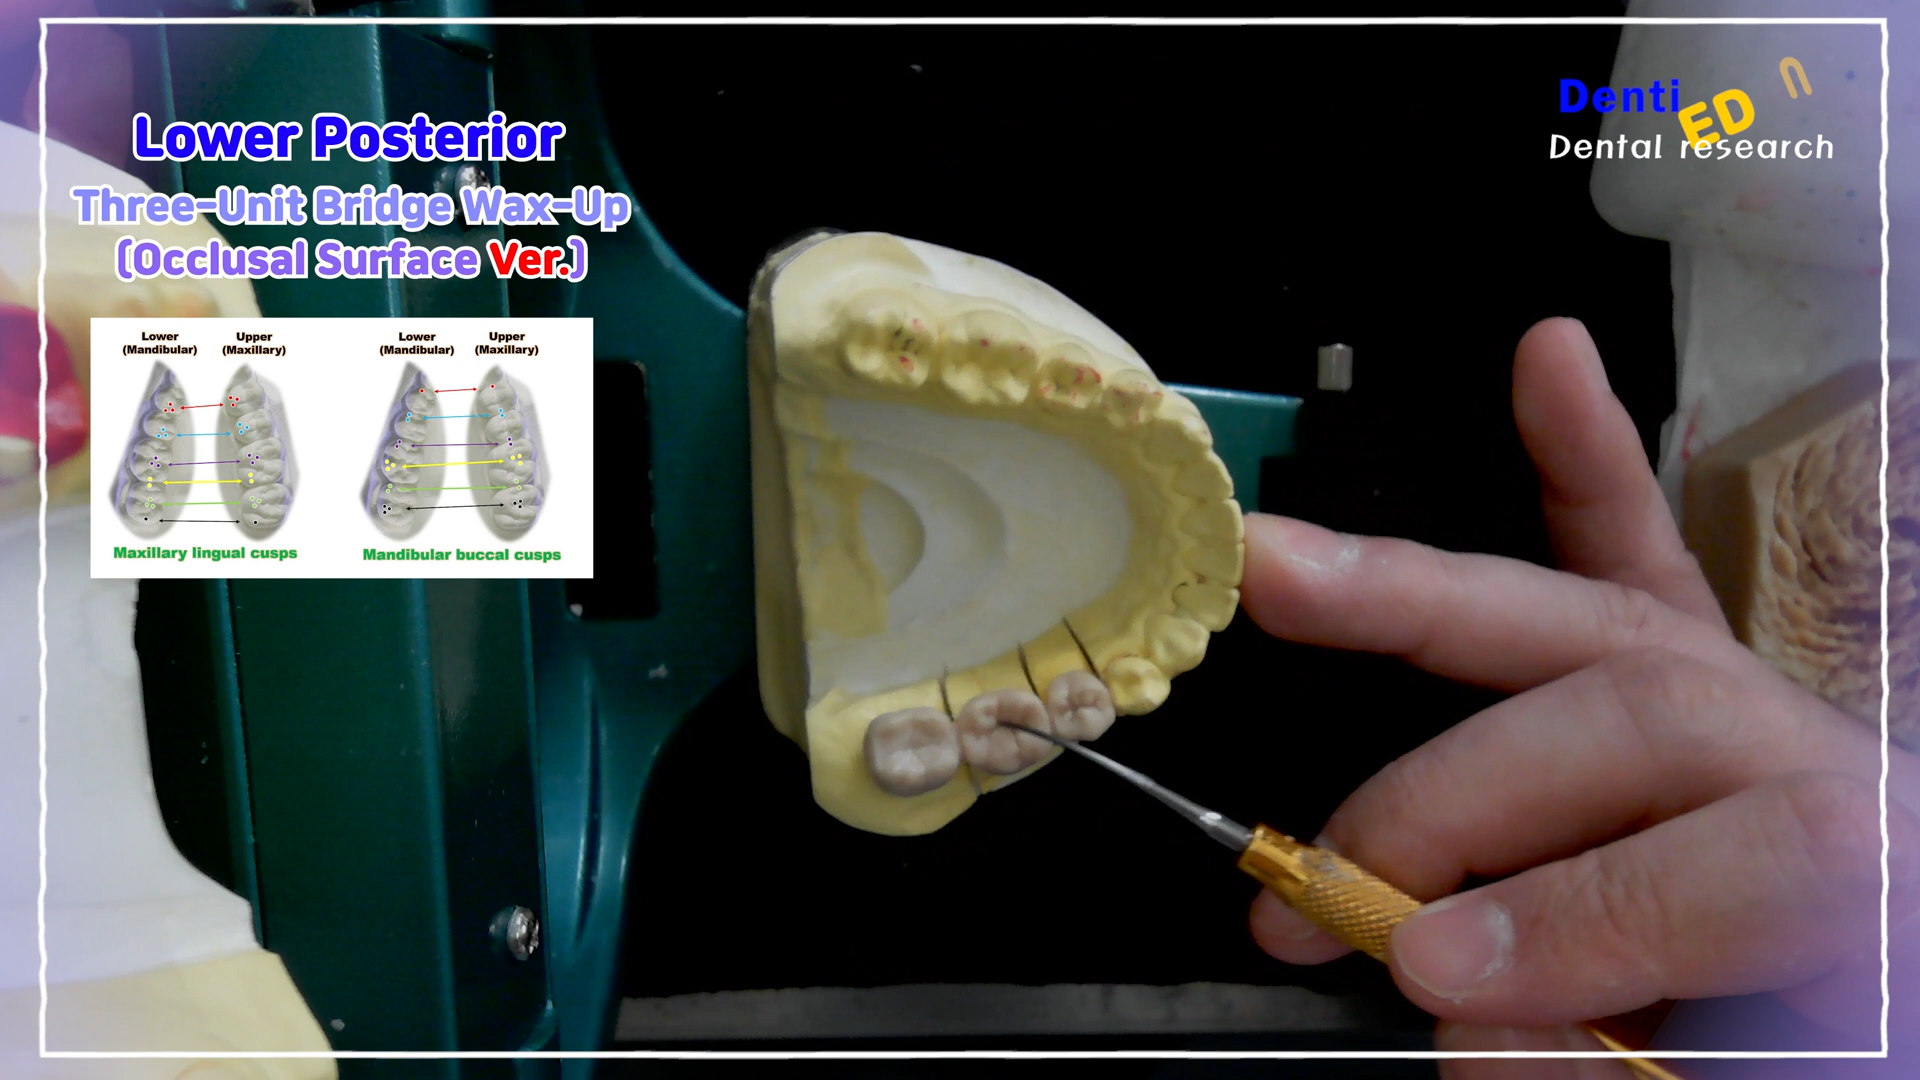 Lower Posterior
Three-Unit Bridge Wax-Up
(Occlusal Surface Ver.)
Lower
(Mandibular)
Upper
(Maxillary)
Lower
(Mandibular)
Upper
(Maxillary)
Maxillary lingual cusps
Mandibular buccal cusps
Denti ED n
Dental research